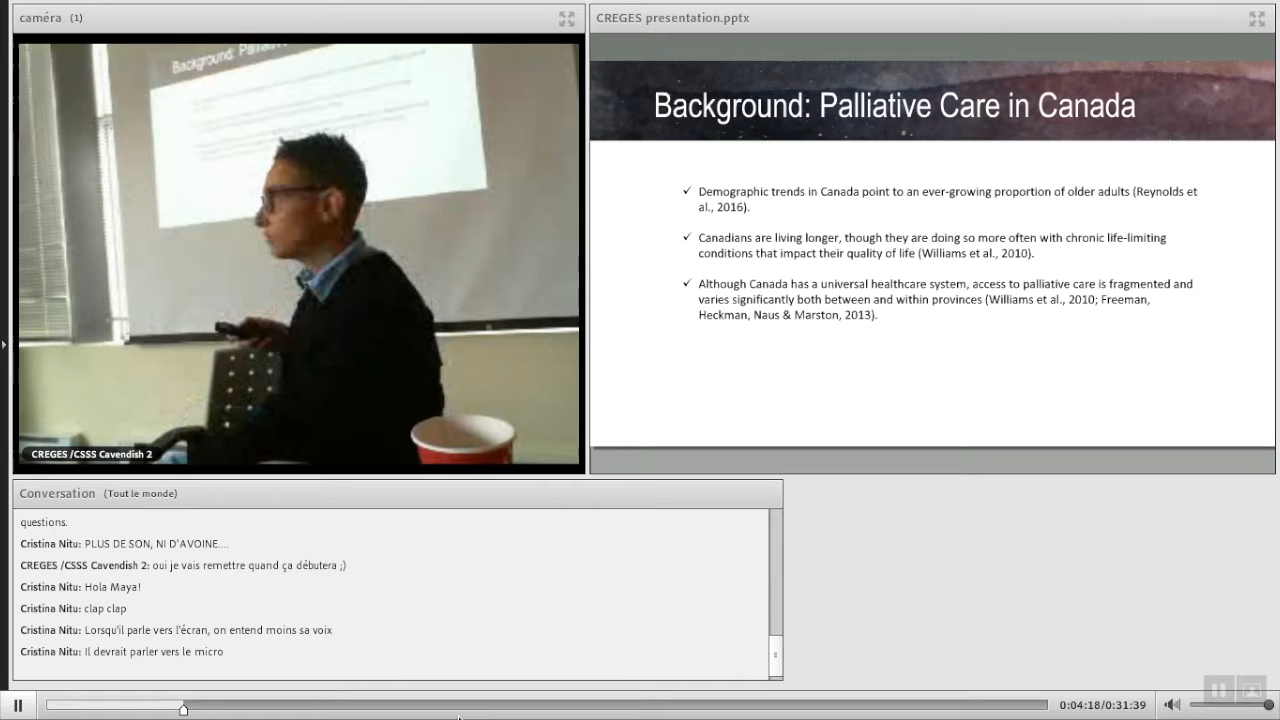 caméra (1)
CREGES presentation.pptx
Background: Pallia
CREGES /CSSS Cavendish 2
Background: Palliative Care in Canada
✓ Demographic trends in Canada point to an ever-growing proportion of older adults (Reynolds et
al., 2016).
✓ Canadians are living longer, though they are doing so more often with chronic life-limiting
conditions that impact their quality of life (Williams et al., 2010).
✓ Although Canada has a universal healthcare system, access to palliative care is fragmented and
varies significantly both between and within provinces (Williams et al., 2010; Freeman,
Heckman, Naus & Marston, 2013).
Conversation (Tout le monde)
questions.
Cristina Nitu: PLUS DE SON, NI D'AVOINE....
CREGES /CSSS Cavendish 2: oui je vais remettre quand ça débutera ;)
Cristina Nitu: Hola Maya!
Cristina Nitu: clap clap
Cristina Nitu: Lorsqu'il parle vers l'écran, on entend moins sa voix
Cristina Nitu: Il devrait parler vers le micro
0:04:18/0:31:39